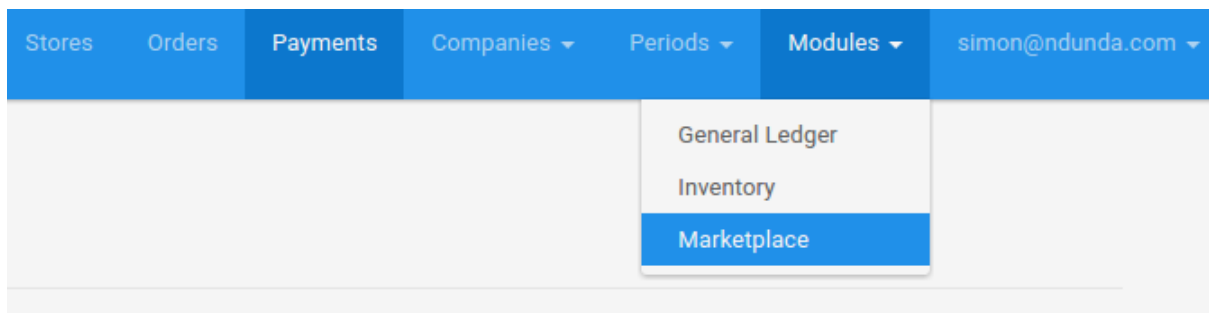 Stores Orders Payments Companies Periods Modules simon@ndunda.com
General Ledger
Inventory
Marketplace